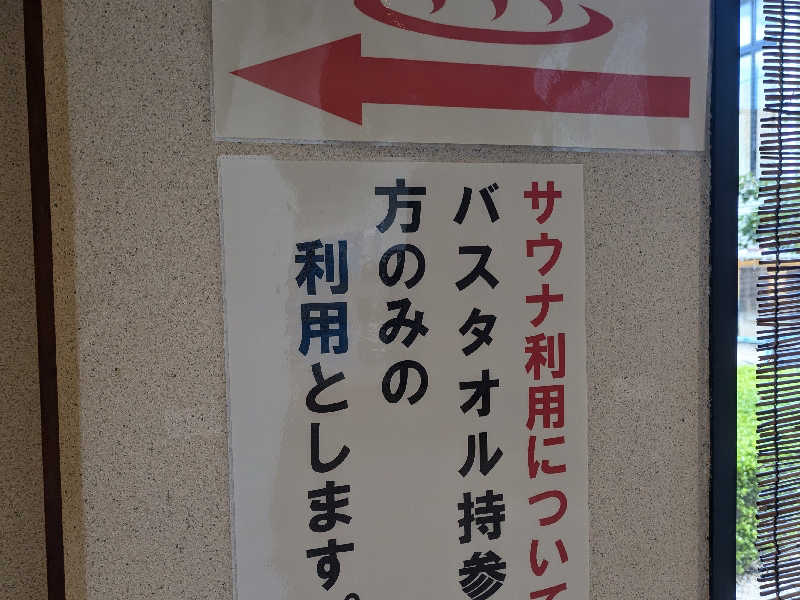 サウナ利用について
バスタオル持参
方のみの
利用とします。